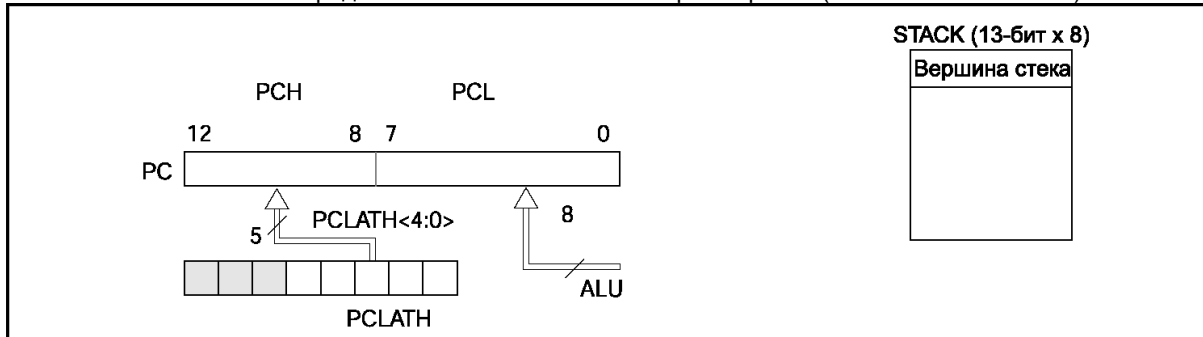 STACK (13-бит x 8)
Вершина стека
PCH PCL
12 8 7 0
PC
5 PCLATH<4:0> 8
ALU
PCLATH